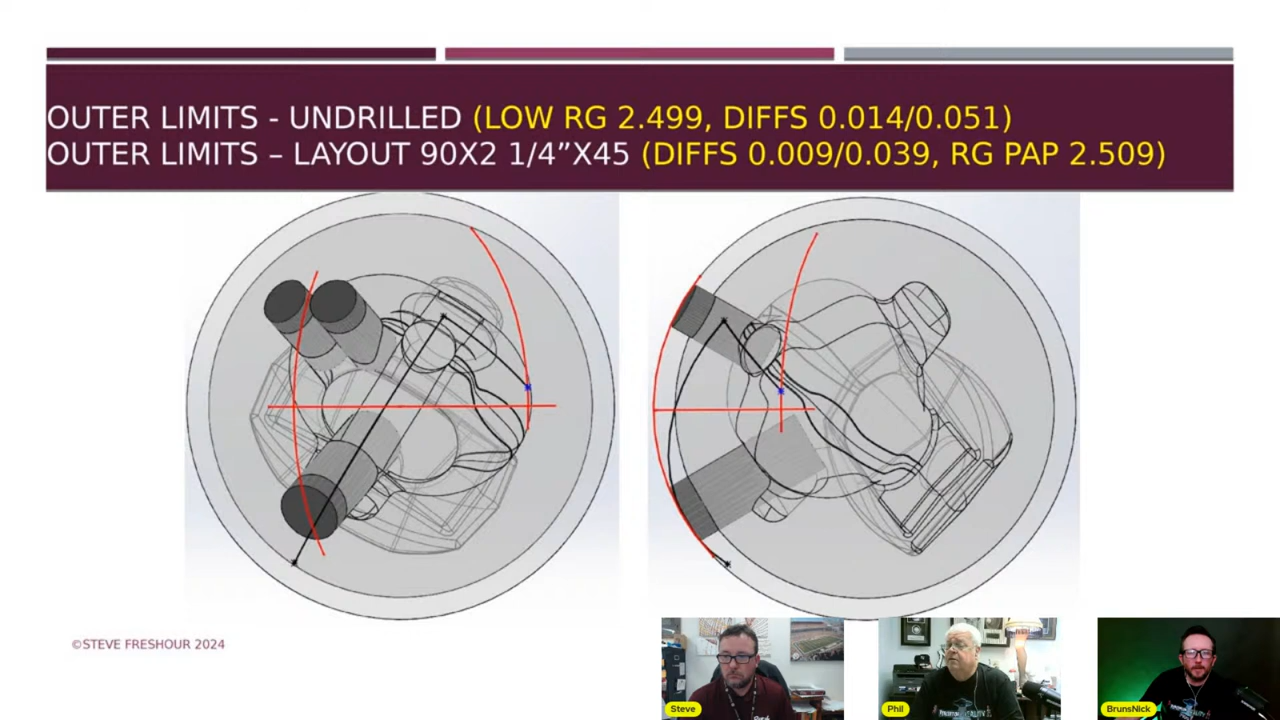 OUTER LIMITS - UNDRILLED (LOW RG 2.499, DIFFS 0.014/0.051)
OUTER LIMITS – LAYOUT 90X2 1/4”X45 (DIFFS 0.009/0.039, RG PAP 2.509)
©STEVE FRESHOUR 2024
Steve
Phil
BrunsNick